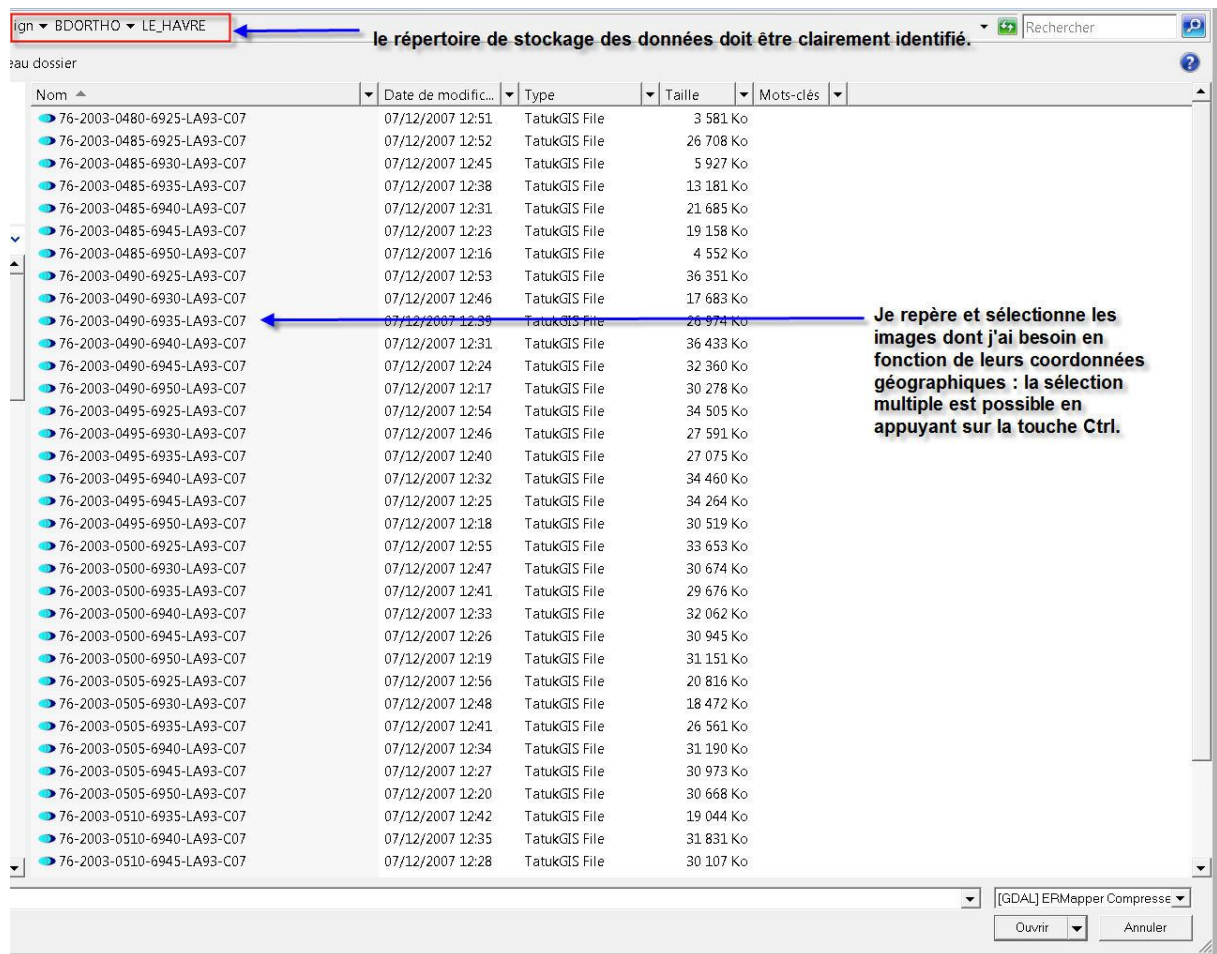 ign ▾ BDORTHO ▾ LE_HAVRE
le répertoire de stockage des données doit être clairement identifié.
Rechercher
eau dossier
Nom Date de modific... Type Taille Mots-clés
76-2003-0480-6925-LA93-C07 07/12/2007 12:51 TatukGIS File 3 581 Ko
76-2003-0485-6925-LA93-C07 07/12/2007 12:52 TatukGIS File 26 708 Ko
76-2003-0485-6930-LA93-C07 07/12/2007 12:45 TatukGIS File 5 927 Ko
76-2003-0485-6935-LA93-C07 07/12/2007 12:38 TatukGIS File 13 181 Ko
76-2003-0485-6940-LA93-C07 07/12/2007 12:31 TatukGIS File 21 685 Ko
76-2003-0485-6945-LA93-C07 07/12/2007 12:23 TatukGIS File 19 158 Ko
76-2003-0485-6950-LA93-C07 07/12/2007 12:16 TatukGIS File 4 552 Ko
76-2003-0490-6925-LA93-C07 07/12/2007 12:53 TatukGIS File 36 351 Ko
76-2003-0490-6930-LA93-C07 07/12/2007 12:46 TatukGIS File 17 683 Ko
76-2003-0490-6935-LA93-C07 07/12/2007 12:39 TatukGIS File 26 974 Ko
76-2003-0490-6940-LA93-C07 07/12/2007 12:31 TatukGIS File 36 433 Ko
76-2003-0490-6945-LA93-C07 07/12/2007 12:24 TatukGIS File 32 360 Ko
76-2003-0490-6950-LA93-C07 07/12/2007 12:17 TatukGIS File 30 278 Ko
76-2003-0495-6925-LA93-C07 07/12/2007 12:54 TatukGIS File 34 505 Ko
76-2003-0495-6930-LA93-C07 07/12/2007 12:46 TatukGIS File 27 591 Ko
76-2003-0495-6935-LA93-C07 07/12/2007 12:40 TatukGIS File 27 075 Ko
76-2003-0495-6940-LA93-C07 07/12/2007 12:32 TatukGIS File 34 460 Ko
76-2003-0495-6945-LA93-C07 07/12/2007 12:25 TatukGIS File 34 264 Ko
76-2003-0495-6950-LA93-C07 07/12/2007 12:18 TatukGIS File 30 519 Ko
76-2003-0500-6925-LA93-C07 07/12/2007 12:55 TatukGIS File 33 653 Ko
76-2003-0500-6930-LA93-C07 07/12/2007 12:47 TatukGIS File 30 674 Ko
76-2003-0500-6935-LA93-C07 07/12/2007 12:41 TatukGIS File 29 676 Ko
76-2003-0500-6940-LA93-C07 07/12/2007 12:33 TatukGIS File 32 062 Ko
76-2003-0500-6945-LA93-C07 07/12/2007 12:26 TatukGIS File 30 945 Ko
76-2003-0500-6950-LA93-C07 07/12/2007 12:19 TatukGIS File 31 151 Ko
76-2003-0505-6925-LA93-C07 07/12/2007 12:56 TatukGIS File 20 816 Ko
76-2003-0505-6930-LA93-C07 07/12/2007 12:48 TatukGIS File 18 472 Ko
76-2003-0505-6935-LA93-C07 07/12/2007 12:41 TatukGIS File 26 561 Ko
76-2003-0505-6940-LA93-C07 07/12/2007 12:34 TatukGIS File 31 190 Ko
76-2003-0505-6945-LA93-C07 07/12/2007 12:27 TatukGIS File 30 973 Ko
76-2003-0505-6950-LA93-C07 07/12/2007 12:20 TatukGIS File 30 668 Ko
76-2003-0510-6935-LA93-C07 07/12/2007 12:42 TatukGIS File 19 044 Ko
76-2003-0510-6940-LA93-C07 07/12/2007 12:35 TatukGIS File 31 831 Ko
76-2003-0510-6945-LA93-C07 07/12/2007 12:28 TatukGIS File 30 107 Ko
Je repère et sélectionne les
images dont j'ai besoin en
fonction de leurs coordonnées
géographiques : la sélection
multiple est possible en
appuyant sur la touche Ctrl.
[GDAL] ERMapper Compresse
Ouvrir Annuler